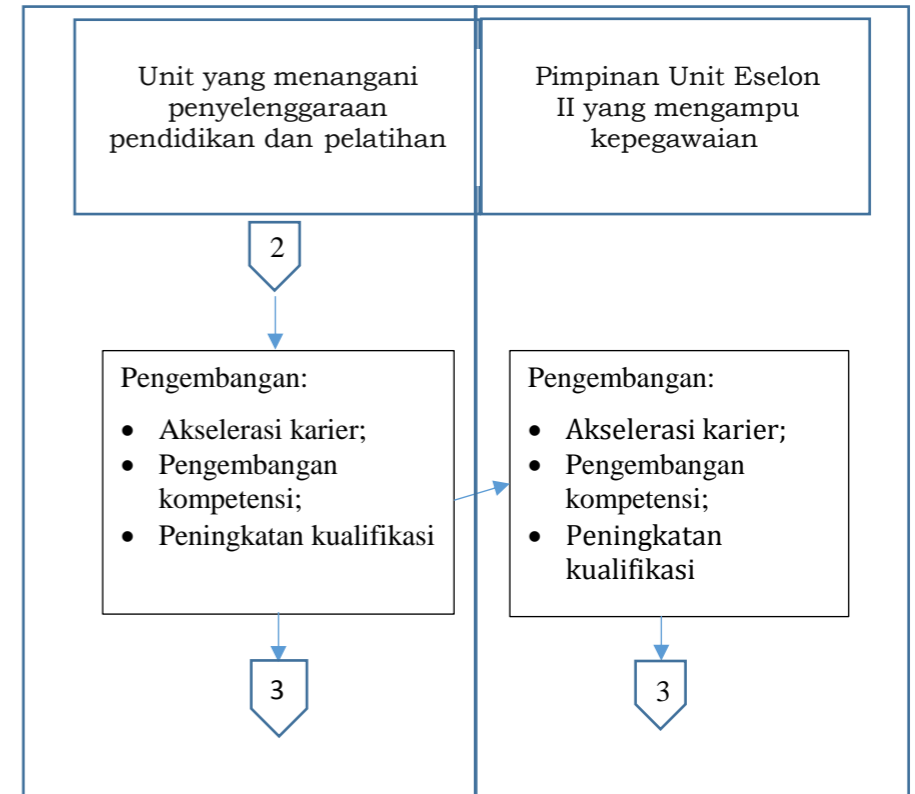 Unit yang menangani
penyelenggaraan
pendidikan dan pelatihan
Pimpinan Unit Eselon
II yang mengampu
kepegawaian
2
Pengembangan:
• Akselerasi karier;
• Pengembangan
kompetensi;
• Peningkatan kualifikasi
Pengembangan:
• Akselerasi karier;
• Pengembangan
kompetensi;
• Peningkatan
kualifikasi
3
3